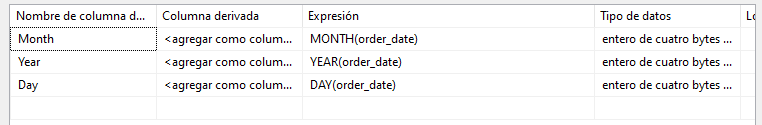 Nombre de columna d... Columna derivada Expresión Tipo de datos Lo
Month <agregar como colum... MONTH(order_date) entero de cuatro bytes ...
Year <agregar como colum... YEAR(order_date) entero de cuatro bytes ...
Day <agregar como colum... DAY(order_date) entero de cuatro bytes ...